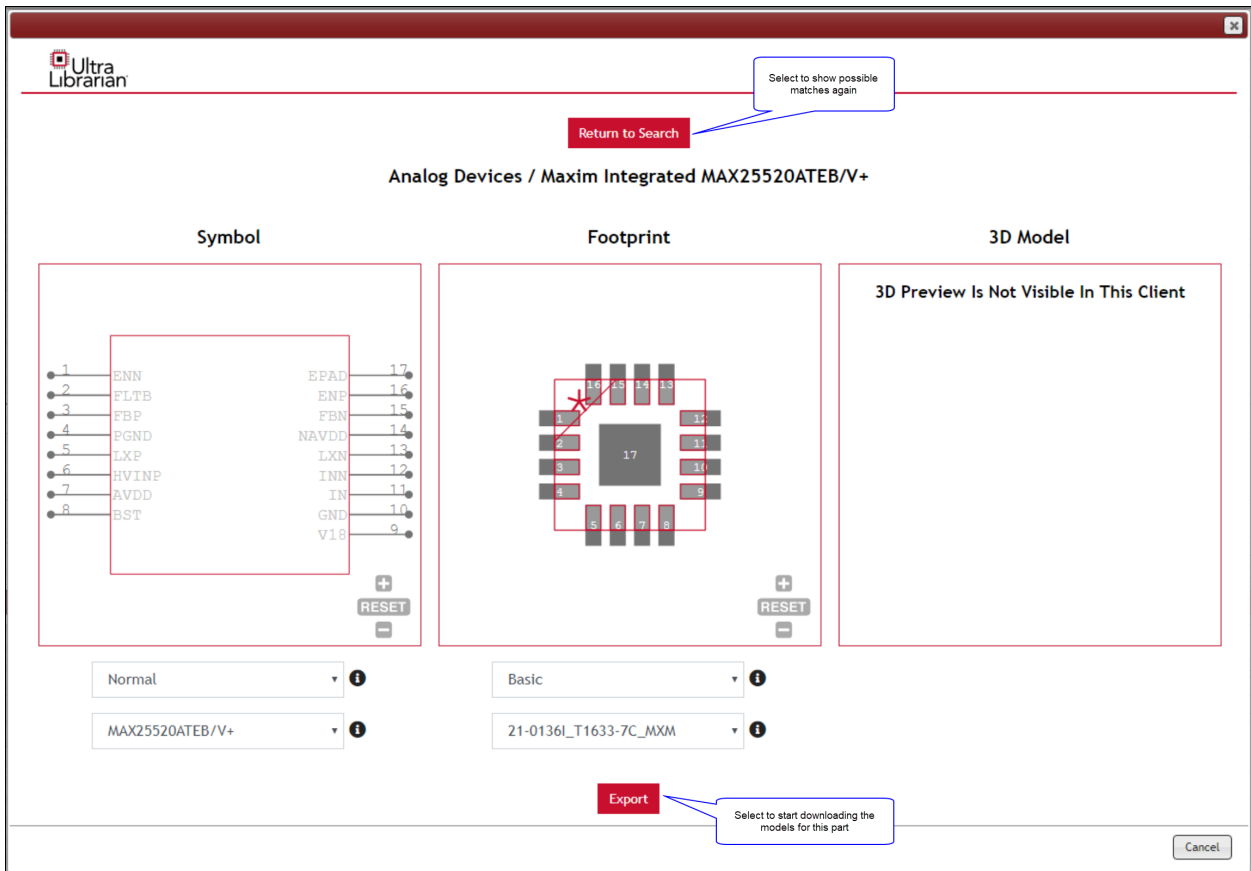 Ultra
Librarian
Select to show possible
matches again
Return to Search
Analog Devices / Maxim Integrated MAX25520ATEB/V+
Symbol
Footprint
3D Model
3D Preview Is Not Visible In This Client
1 ENN EPAD 17
2 FLTB ENP 16
3 FBP FBN 15
4 PGND NAVDD 14
5 LXP LXN 13
6 HVINP INN 12
7 AVDD IN 11
8 BST GND 10
V18 9
RESET
16 15 14 13
1 12
2 11
17
3 10
4 9
5 6 7 8
RESET
Normal
Basic
MAX25520ATEB/V+
21-0136I_T1633-7C_MXM
Export
Select to start downloading the
models for this part
Cancel